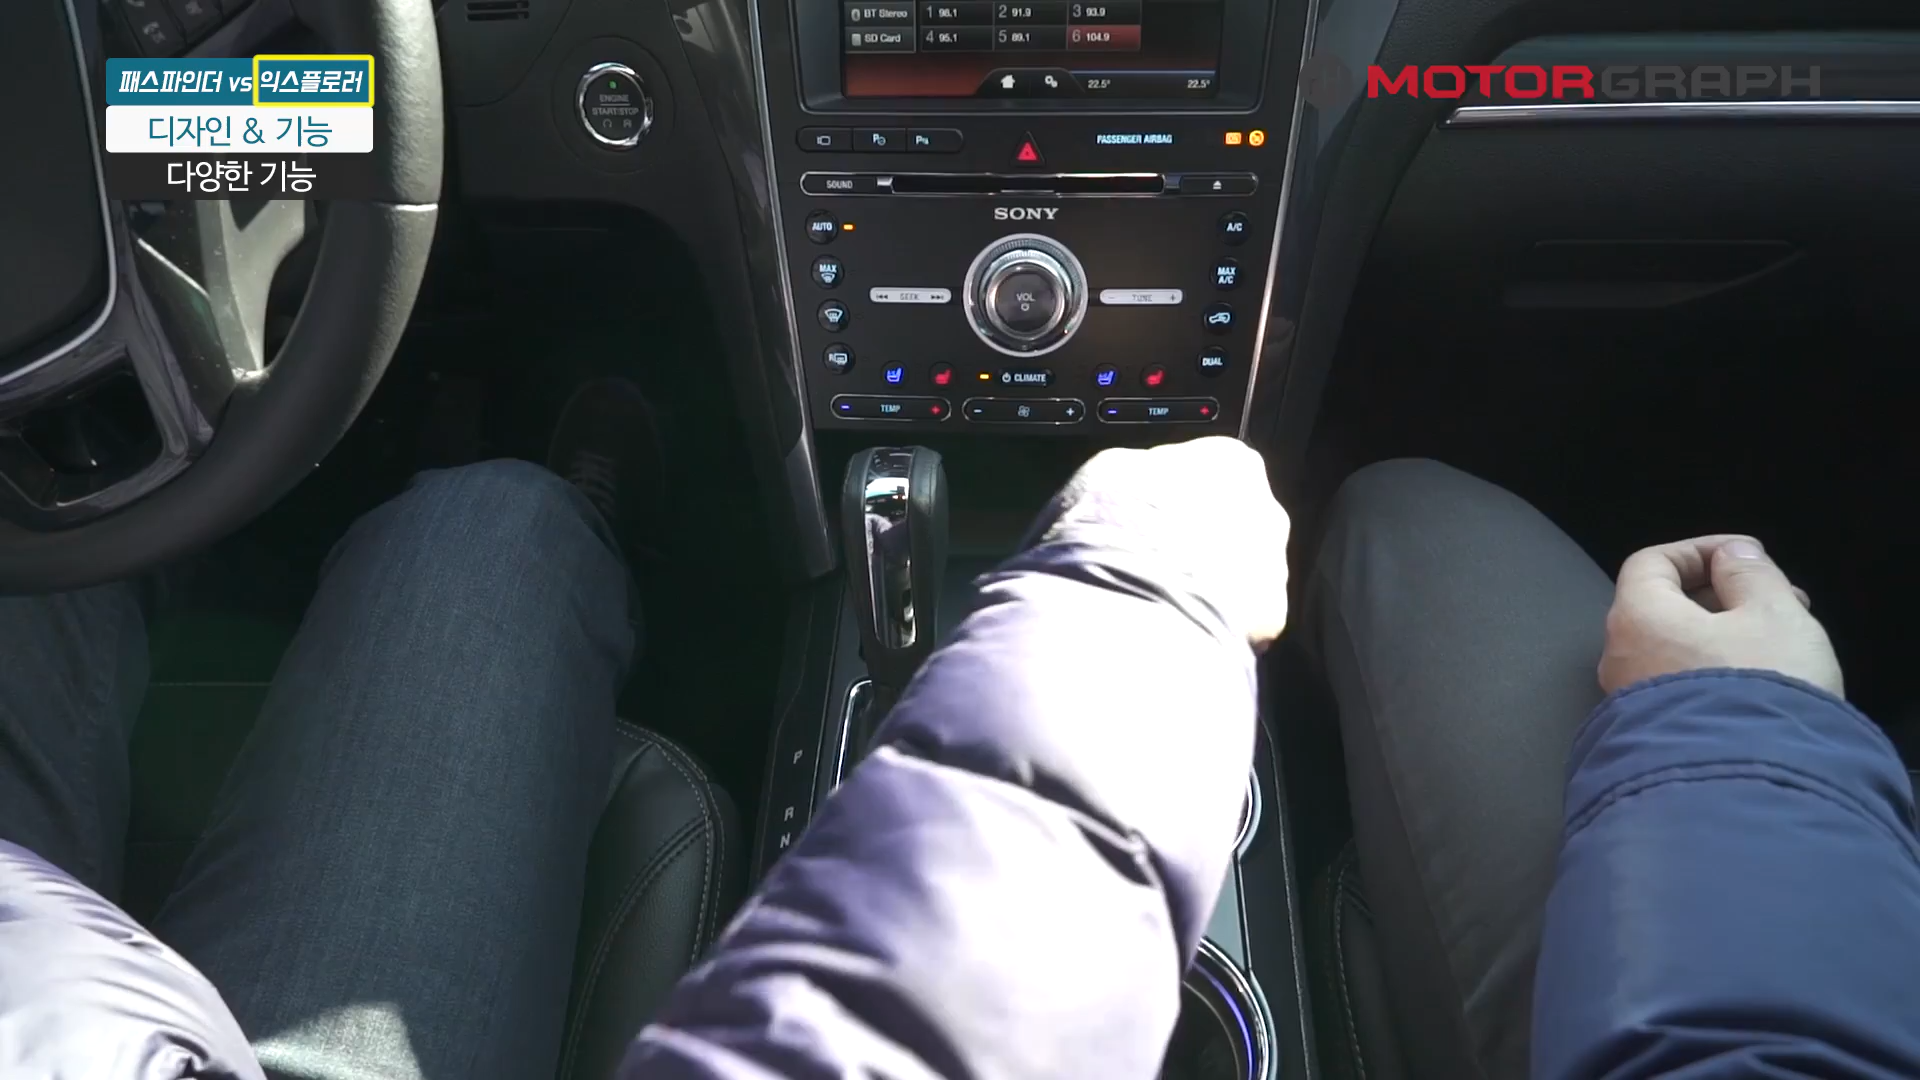 패스파인더 vs 익스플로러
디자인 & 기능
다양한 기능
MOTORGRAPH
BT Stereo
SD Card
1 98.1
2 91.9
3 93.9
4 95.1
5 89.1
6 104.9
22.5°
22.5°
ENGINE
START/STOP
PASSENGER AIRBAG
SOUND
SONY
AUTO
A/C
MAX
MAX
A/C
SEEK
VOL
TUNE
R
DUAL
CLIMATE
TEMP
TEMP
P
R
N